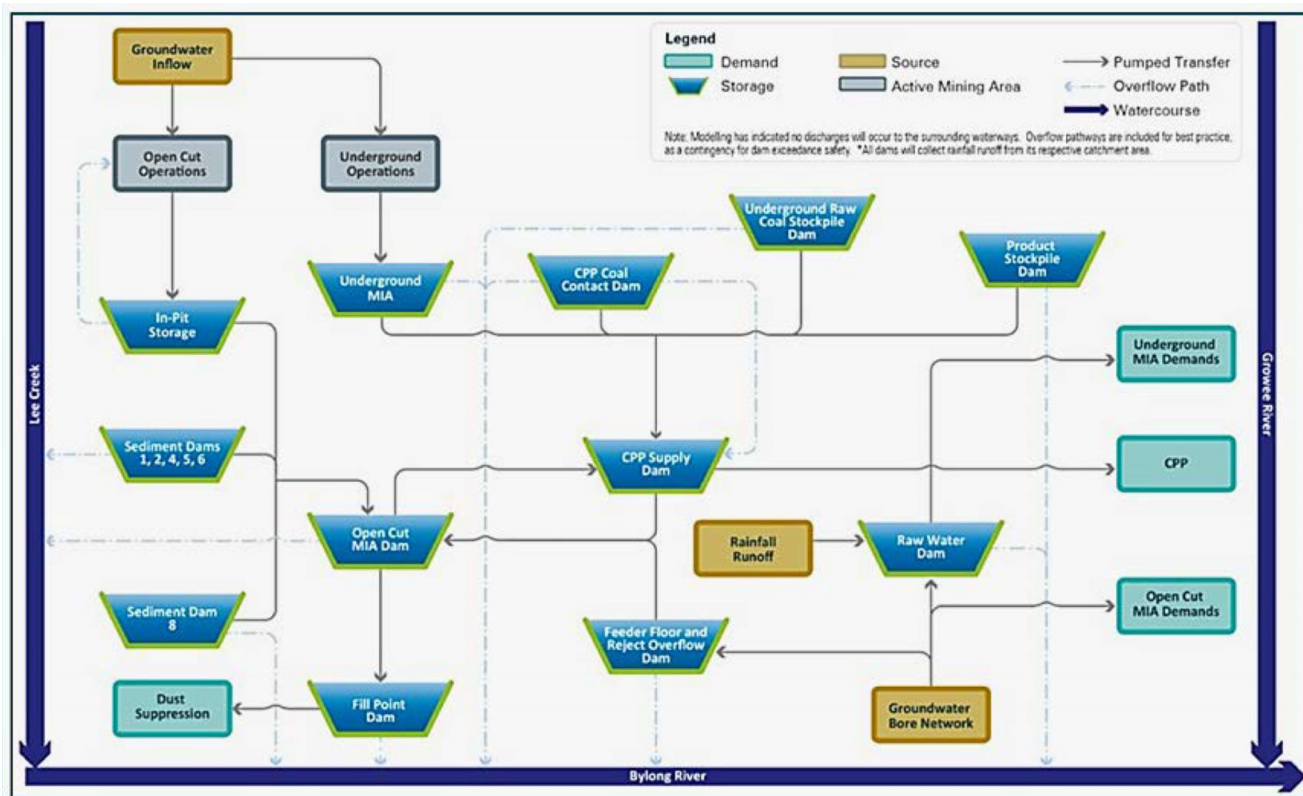 Groundwater
Inflow
Legend
Demand
Source
Pumped Transfer
Storage
Active Mining Area
Overflow Path
Watercourse
Note: Modelling has indicated no discharges will occur to the surrounding waterways. Overflow pathways are included for best practice,
as a contingency for dam exceedance safety. *All dams will collect rainfall runoff from its respective catchment area.
Open Cut
Operations
Underground
Operations
Underground Raw
Coal Stockpile
Dam
Product
Stockpile
Dam
Underground
MIA
CPP Coal
Contact Dam
In-Pit
Storage
Underground
MIA Demands
Lee Creek
Growee River
Sediment Dams
1, 2, 4, 5, 6
CPP Supply
Dam
CPP
Open Cut
MIA Dam
Rainfall
Runoff
Raw Water
Dam
Sediment Dam
8
Feeder Floor and
Reject Overflow
Dam
Open Cut
MIA Demands
Dust
Suppression
Fill Point
Dam
Groundwater
Bore Network
Bylong River